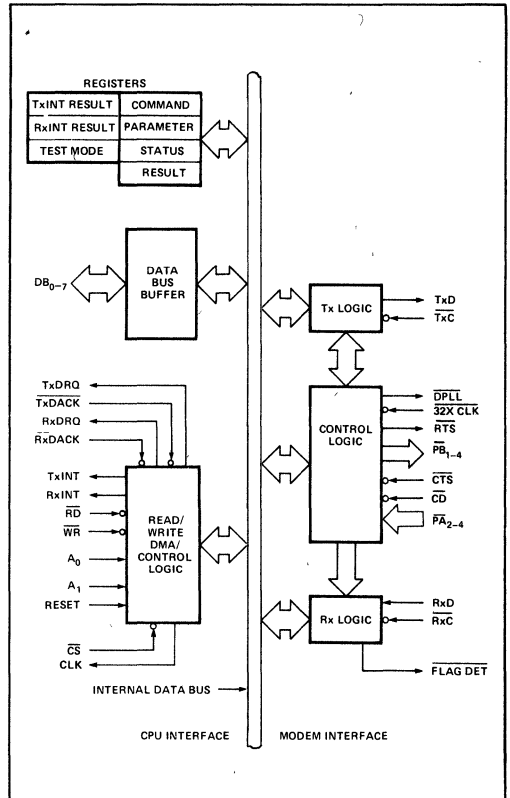 REGISTERS
TxINT RESULT COMMAND
RxINT RESULT PARAMETER
TEST MODE STATUS
RESULT
DB0-7
DATA
BUS
BUFFER
Tx LOGIC
TxD
TxC
TxDRQ
TxDACK
RxDRQ
RxDACK
TxINT
RxINT
RD
WR
A0
A1
RESET
CS
CLK
READ/
WRITE
DMA/
CONTROL
LOGIC
CONTROL
LOGIC
DPLL
32X CLK
RTS
PB1-4
CTS
CD
PA2-4
Rx LOGIC
RxD
RxC
FLAG DET
INTERNAL DATA BUS
CPU INTERFACE MODEM INTERFACE